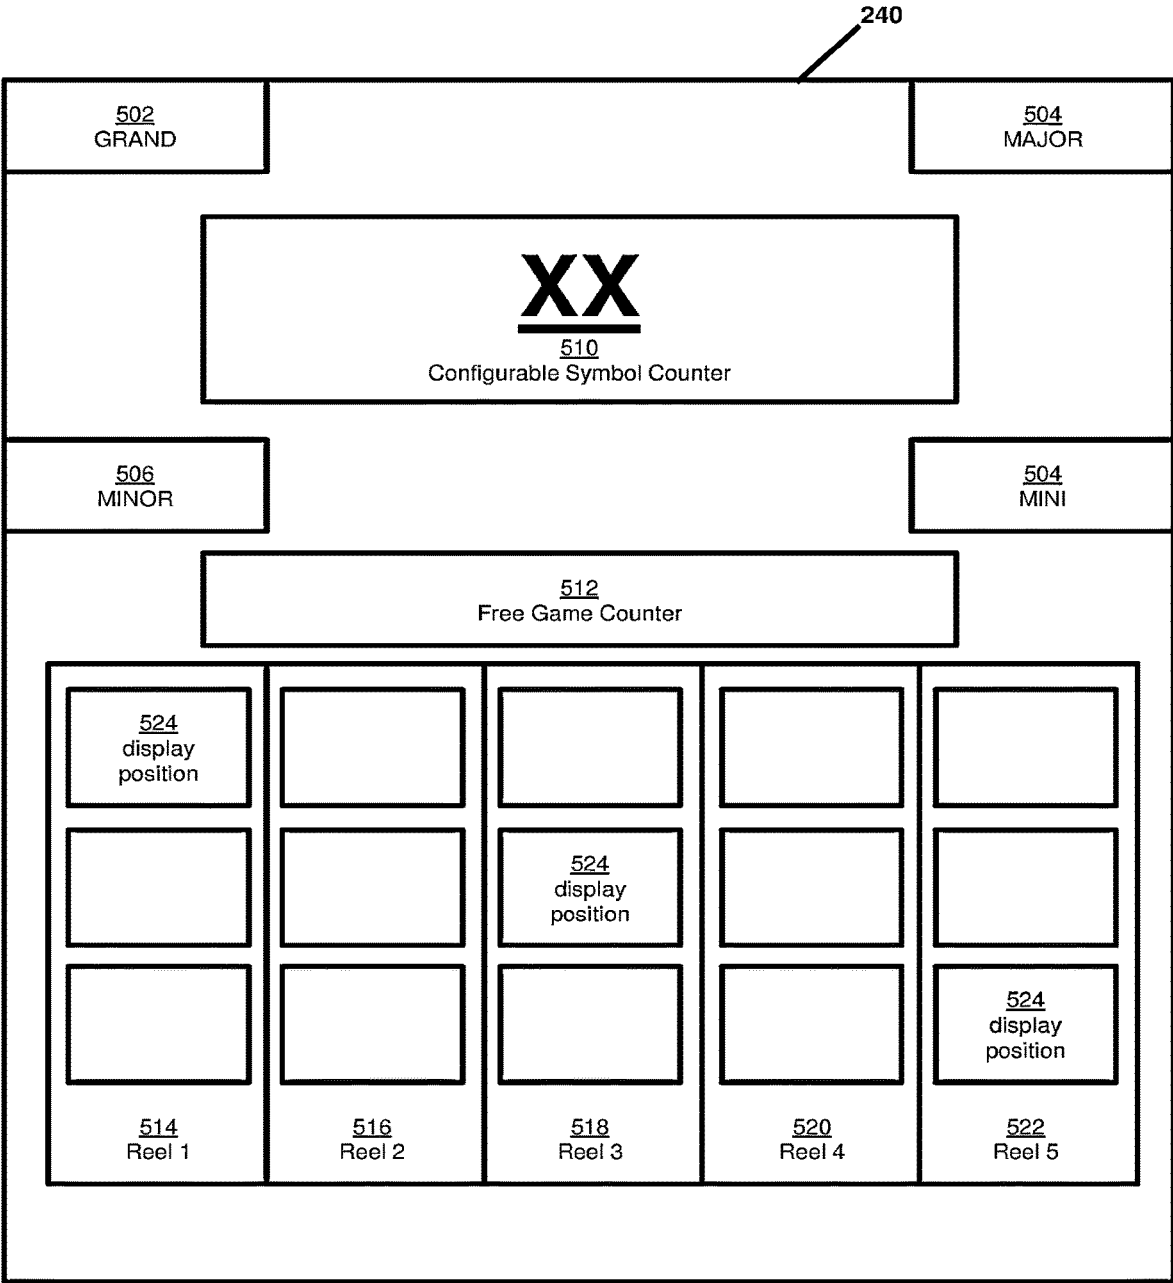 240
502
GRAND
504
MAJOR
XX
510
Configurable Symbol Counter
506
MINOR
504
MINI
512
Free Game Counter
524
display
position
524
display
position
524
display
position
514
Reel 1
516
Reel 2
518
Reel 3
520
Reel 4
522
Reel 5